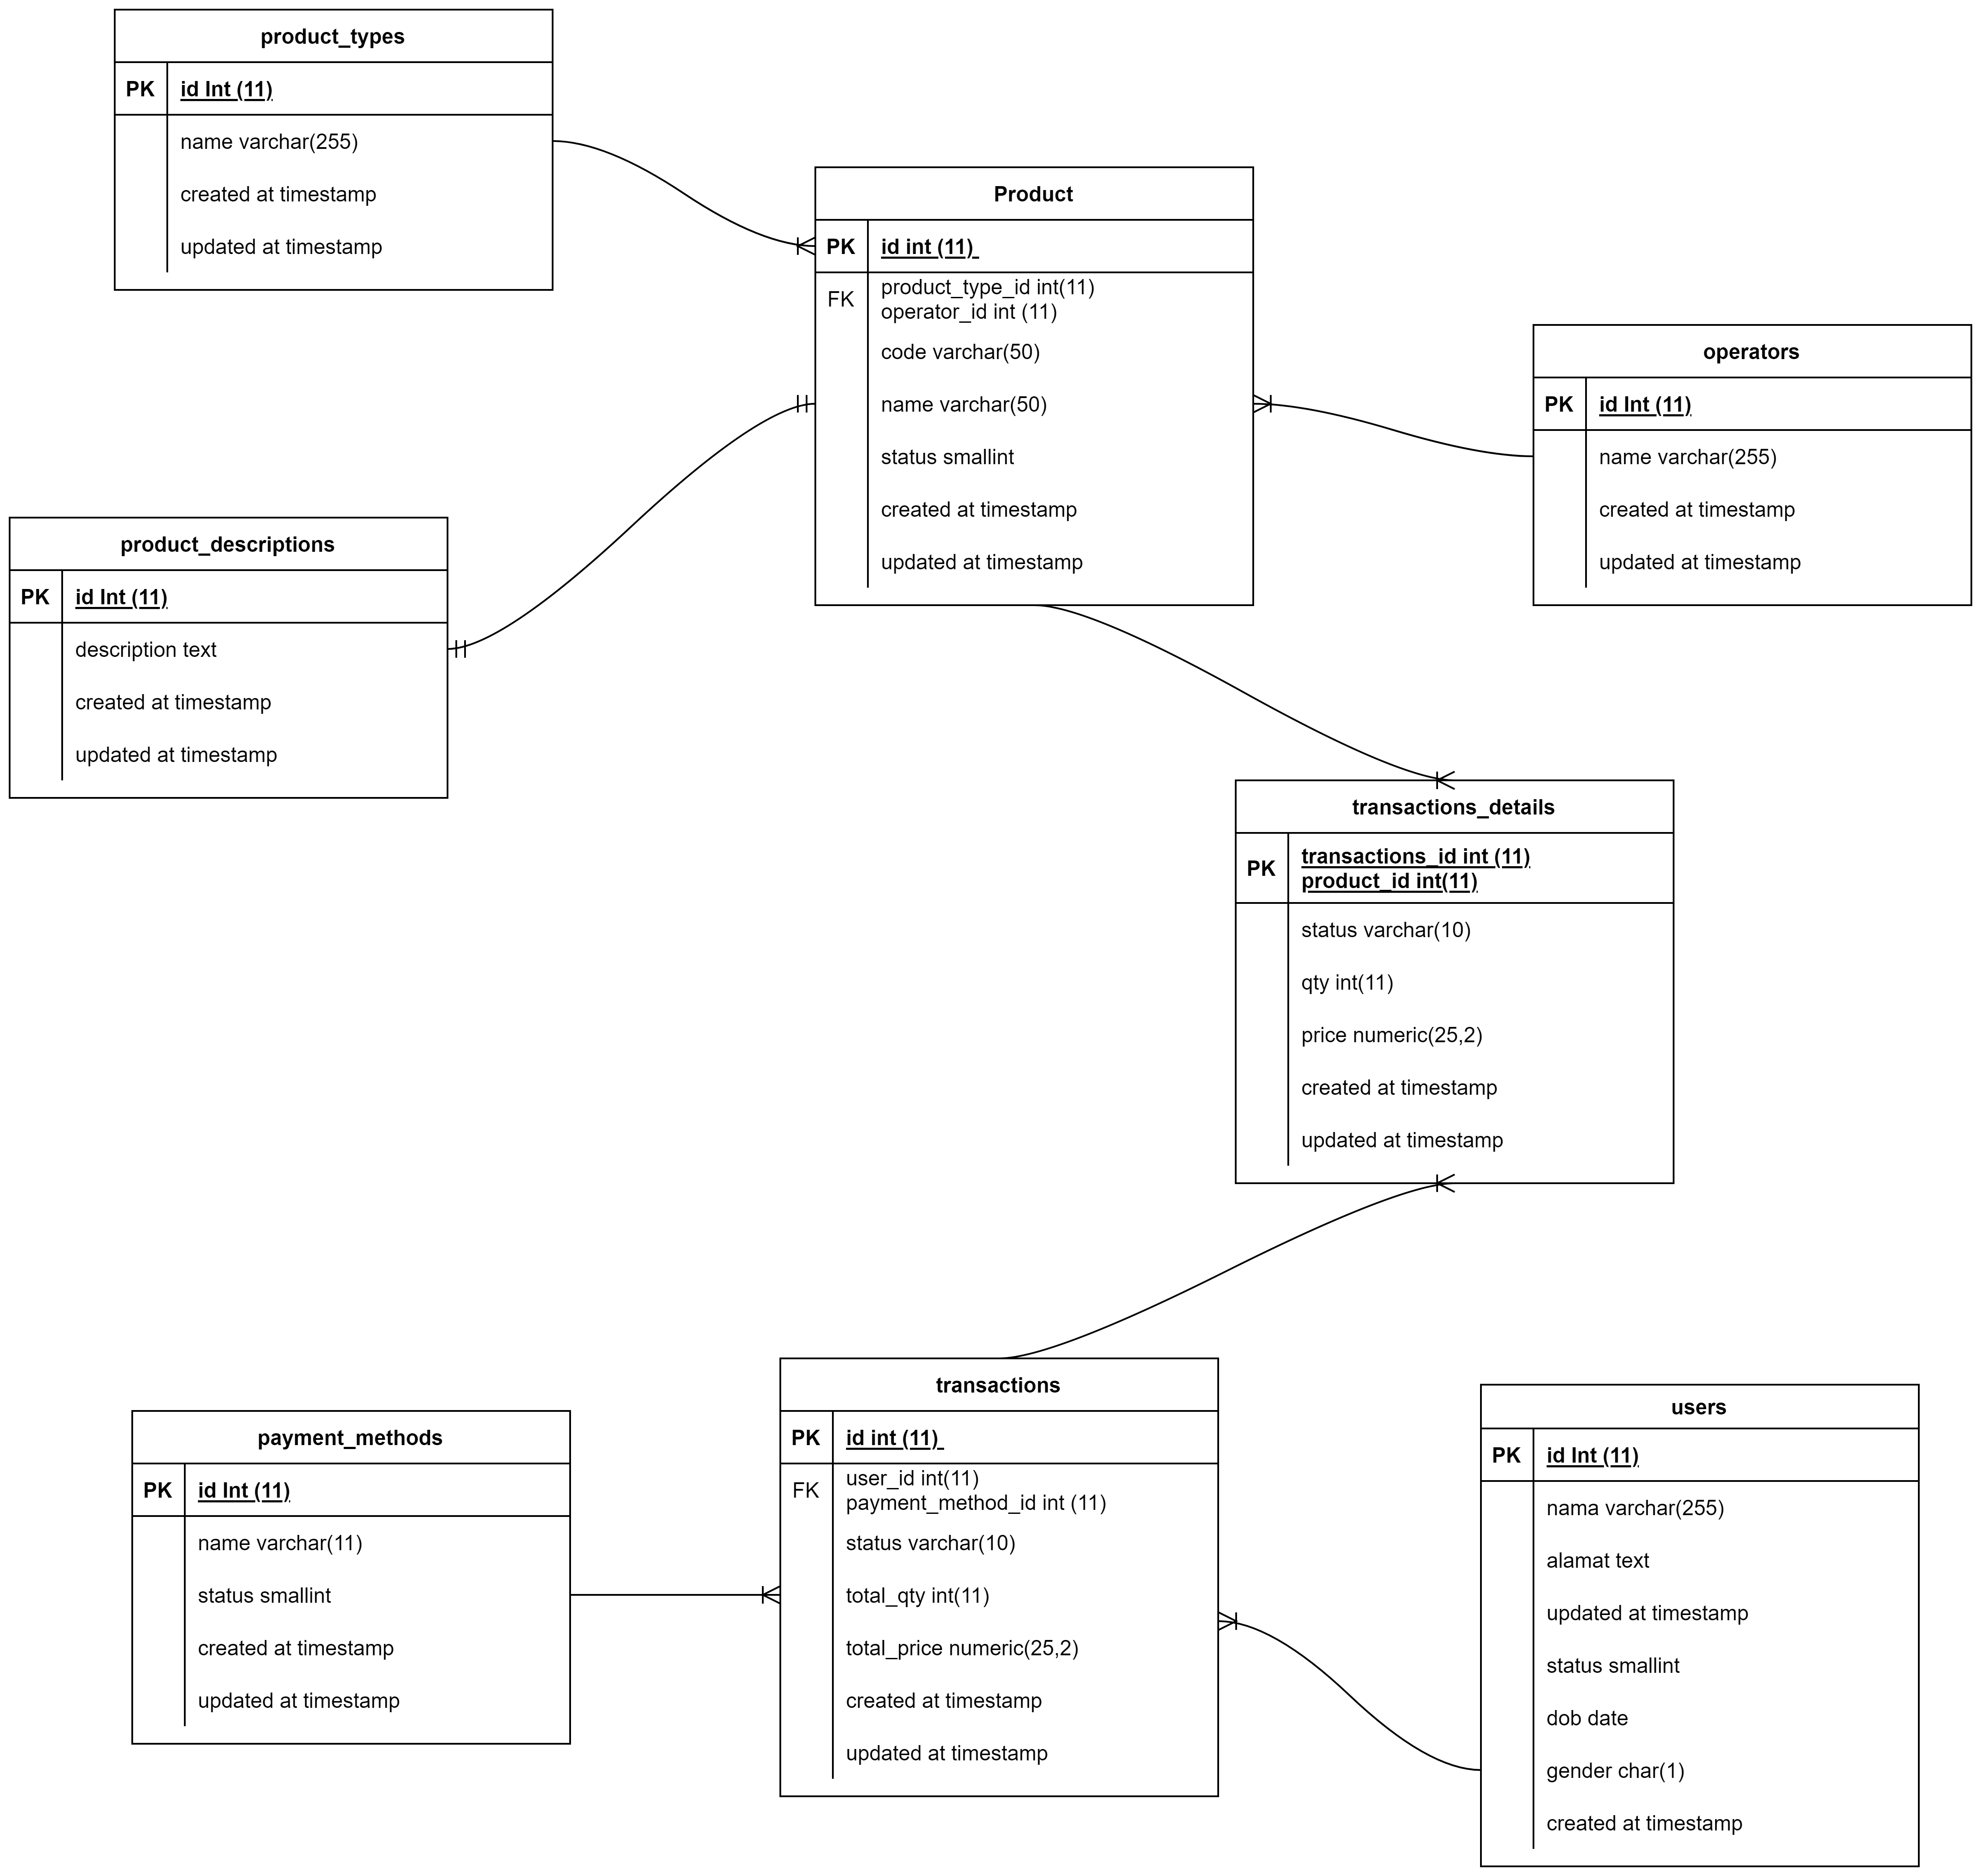 product_types
PK
id Int (11)
name varchar(255)
created at timestamp
updated at timestamp
Product
PK
id int (11)
FK
product_type_id int(11)
operator_id int (11)
code varchar(50)
name varchar(50)
status smallint
created at timestamp
updated at timestamp
operators
PK
id Int (11)
name varchar(255)
created at timestamp
updated at timestamp
product_descriptions
PK
id Int (11)
description text
created at timestamp
updated at timestamp
transactions_details
PK
transactions_id int (11)
product_id int(11)
status varchar(10)
qty int(11)
price numeric(25,2)
created at timestamp
updated at timestamp
transactions
PK
id int (11)
FK
user_id int(11)
payment_method_id int (11)
status varchar(10)
total_qty int(11)
total_price numeric(25,2)
created at timestamp
updated at timestamp
payment_methods
PK
id Int (11)
name varchar(11)
status smallint
created at timestamp
updated at timestamp
users
PK
id Int (11)
nama varchar(255)
alamat text
updated at timestamp
status smallint
dob date
gender char(1)
created at timestamp